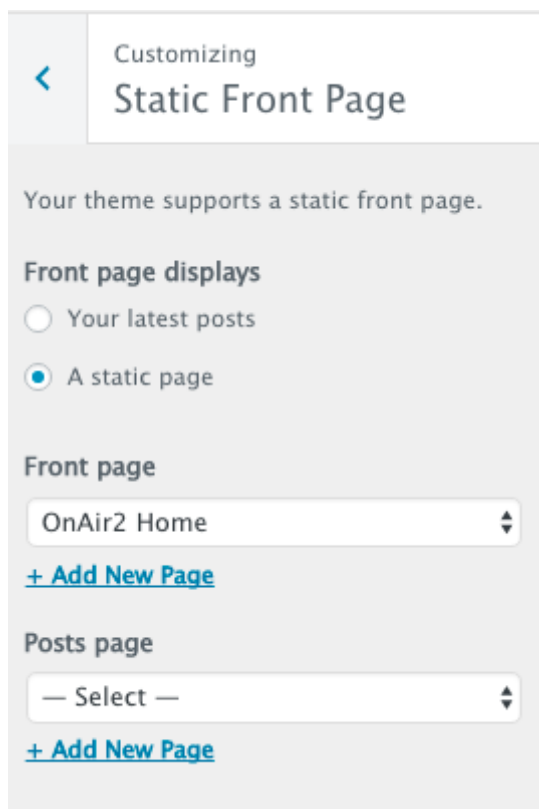 Customizing
Static Front Page
Your theme supports a static front page.
Front page displays
Your latest posts
A static page
Front page
OnAir2 Home
+ Add New Page
Posts page
— Select —
+ Add New Page